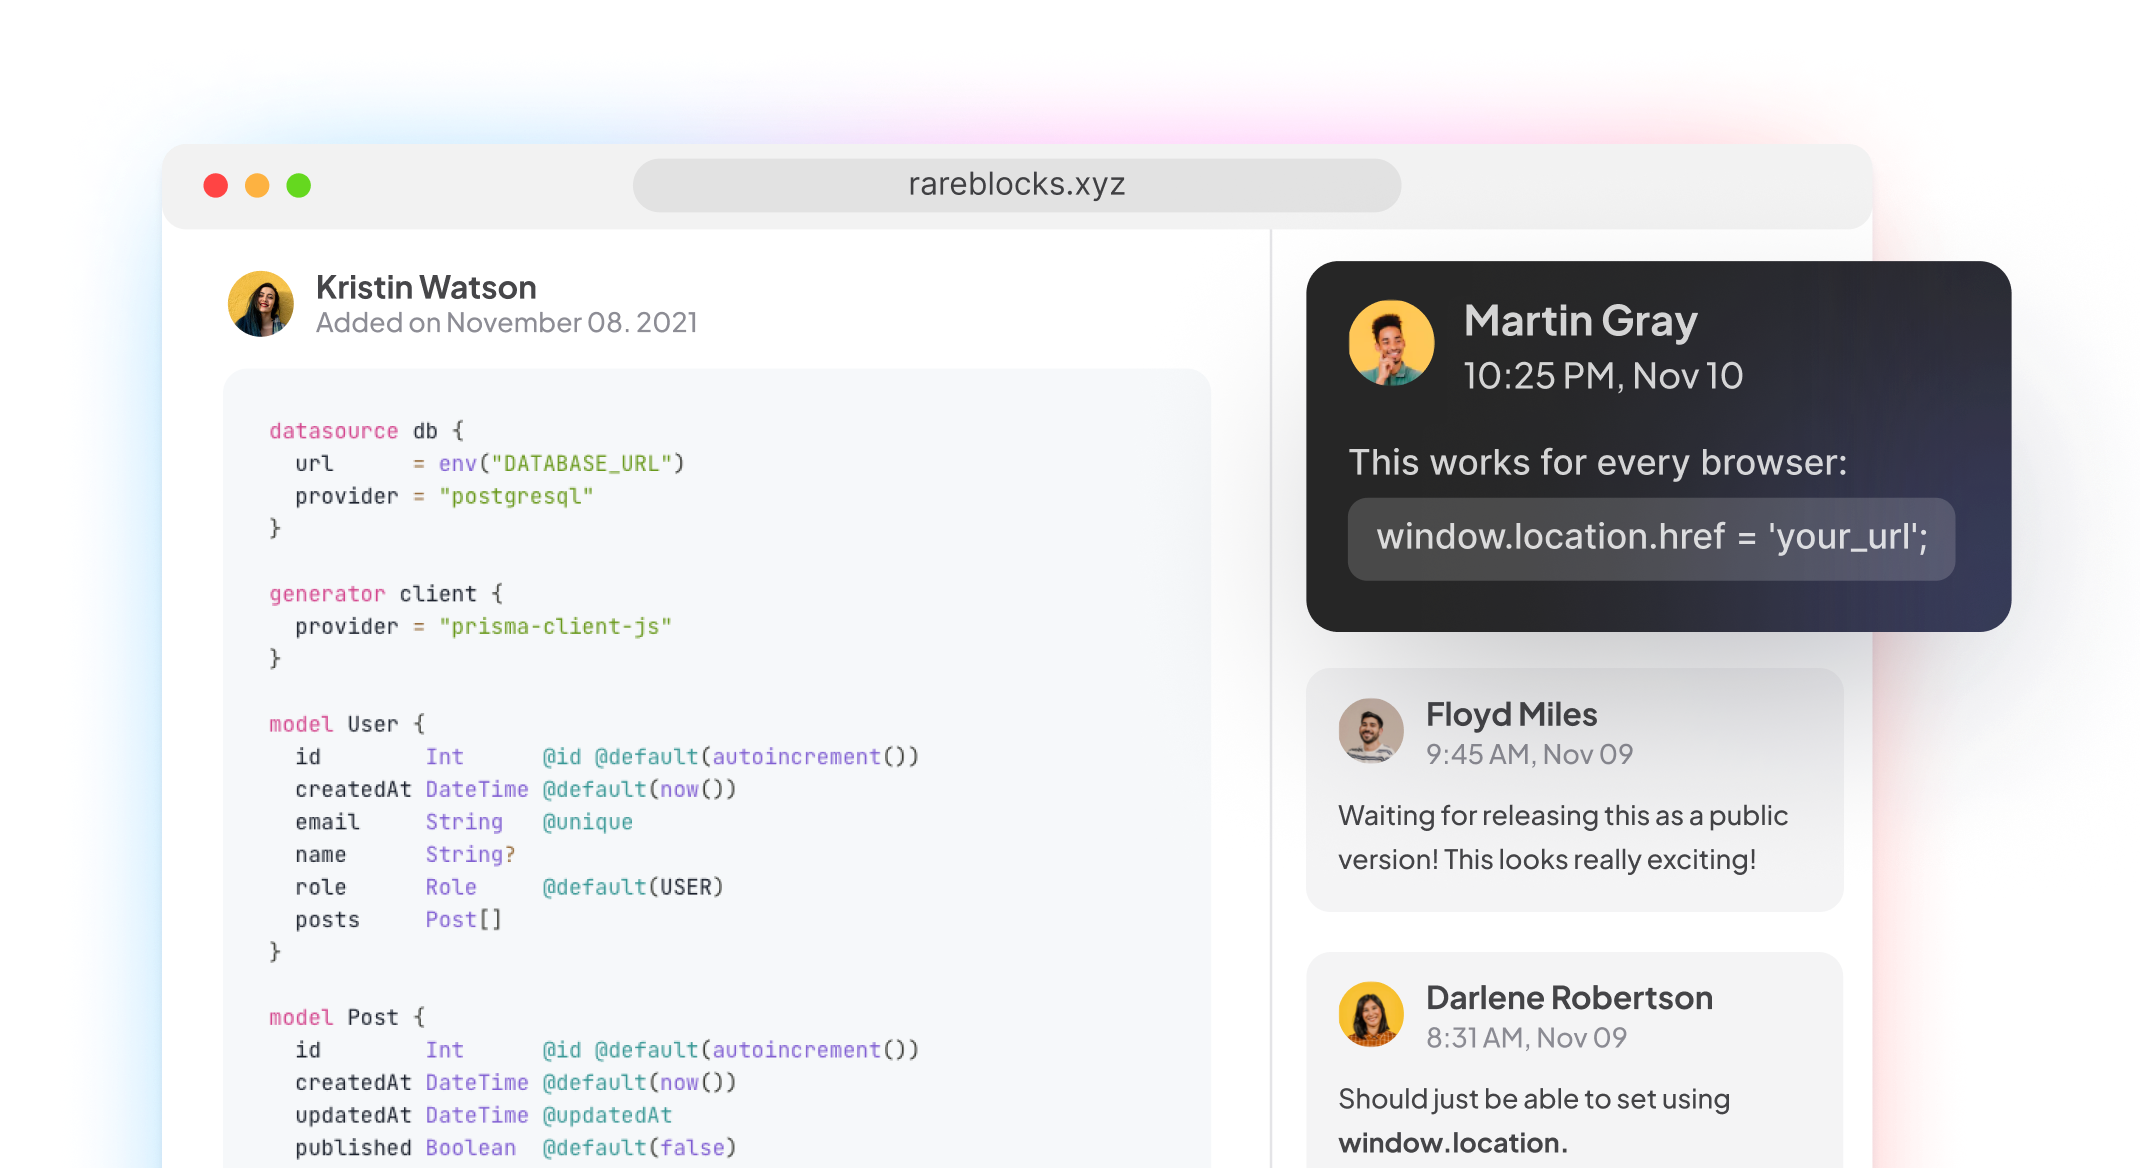 rareblocks.xyz
Kristin Watson
Added on November 08. 2021
datasource db {
  url      = env("DATABASE_URL")
  provider = "postgresql"
}
generator client {
  provider = "prisma-client-js"
}
model User {
  id        Int      @id @default(autoincrement())
  createdAt DateTime @default(now())
  email     String   @unique
  name      String?
  role      Role     @default(USER)
  posts     Post[]
}
model Post {
  id        Int      @id @default(autoincrement())
  createdAt DateTime @default(now())
  updatedAt DateTime @updatedAt
  published Boolean  @default(false)
Martin Gray
10:25 PM, Nov 10
This works for every browser:
window.location.href = 'your_url';
Floyd Miles
9:45 AM, Nov 09
Waiting for releasing this as a public
version! This looks really exciting!
Darlene Robertson
8:31 AM, Nov 09
Should just be able to set using
window.location.